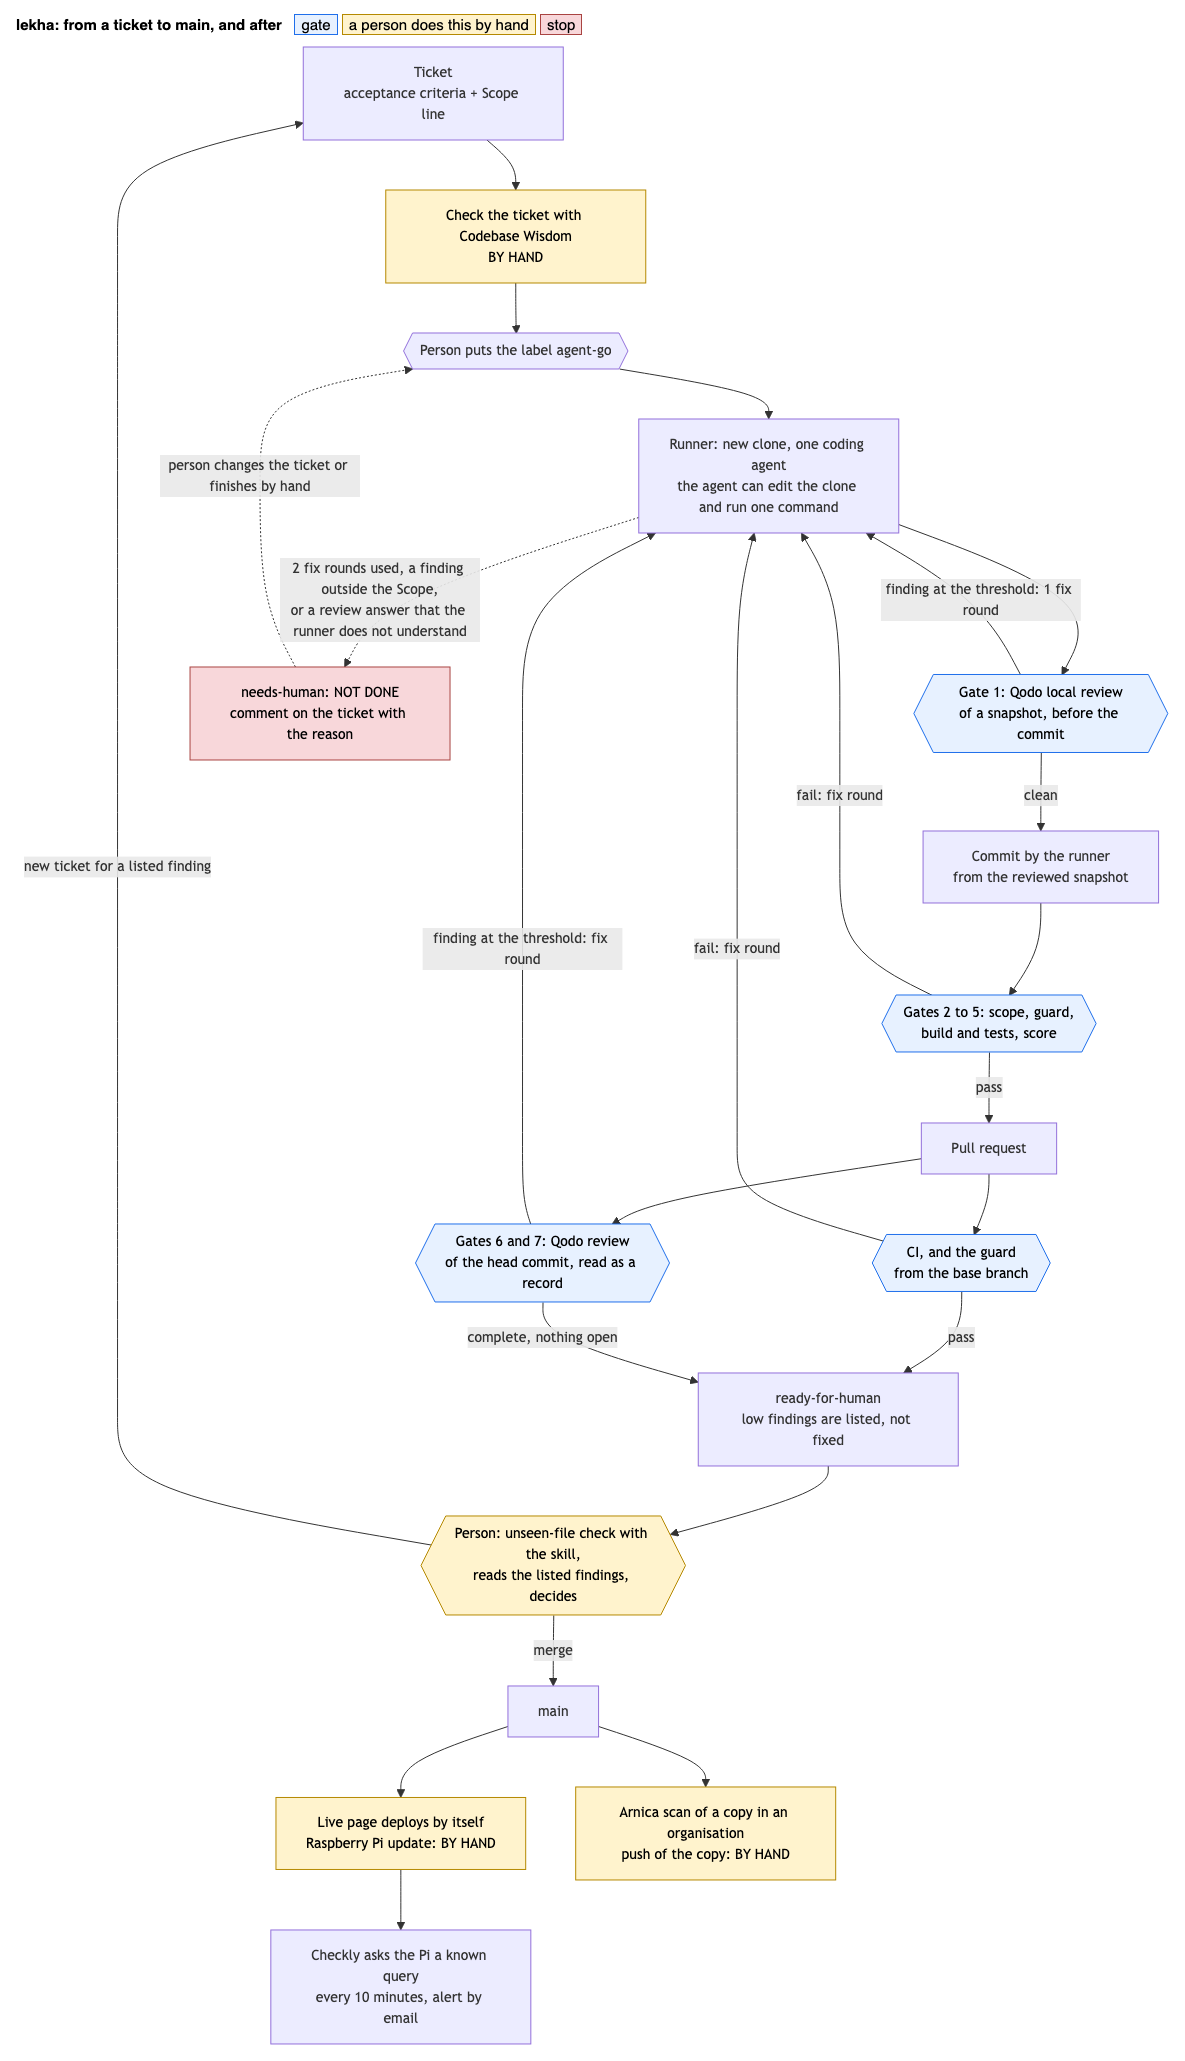 lekha: from a ticket to main, and after gate a person does this by hand stop
Ticket
acceptance criteria + Scope
line
Check the ticket with
Codebase Wisdom
BY HAND
Person puts the label agent-go
Runner: new clone, one coding
agent
the agent can edit the clone
and run one command
person changes the ticket or
finishes by hand
2 fix rounds used, a finding
outside the Scope,
or a review answer that the
runner does not understand
finding at the threshold: 1 fix
round
needs-human: NOT DONE
comment on the ticket with
the reason
Gate 1: Qodo local review
of a snapshot, before the
commit
fail: fix round
clean
Commit by the runner
from the reviewed snapshot
new ticket for a listed finding
finding at the threshold: fix
round
fail: fix round
Gates 2 to 5: scope, guard,
build and tests, score
pass
Pull request
Gates 6 and 7: Qodo review
of the head commit, read as a
record
CI, and the guard
from the base branch
complete, nothing open
pass
ready-for-human
low findings are listed, not
fixed
Person: unseen-file check with
the skill,
reads the listed findings,
decides
merge
main
Live page deploys by itself
Raspberry Pi update: BY HAND
Arnica scan of a copy in an
organisation
push of the copy: BY HAND
Checkly asks the Pi a known
query
every 10 minutes, alert by
email